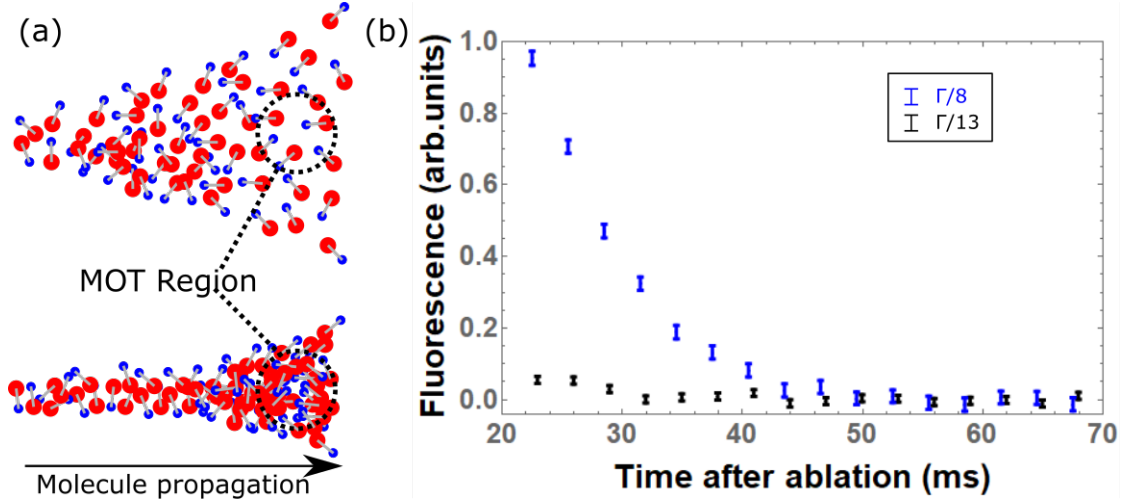 (a)
MOT Region
Molecule propagation
(b)
Fluorescence (arb.units)
1.0
0.8
0.6
0.4
0.2
0.0
Γ/8
Γ/13
20 30 40 50 60 70
Time after ablation (ms)